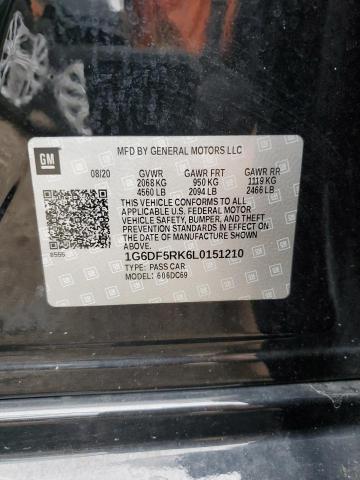 GM
MFD BY GENERAL MOTORS LLC
08/20 GVWR GAWR FRT GAWR RR
2068 KG 950 KG 1119 KG
4560 LB 2094 LB 2466 LB
THIS VEHICLE CONFORMS TO ALL
APPLICABLE U.S. FEDERAL MOTOR
VEHICLE SAFETY, BUMPER, AND THEFT
PREVENTION STANDARDS IN EFFECT
ON THE DATE OF MANUFACTURE
SHOWN ABOVE.
8555
1G6DF5RK6L0151210
TYPE: PASS CAR
MODEL: 6DC69